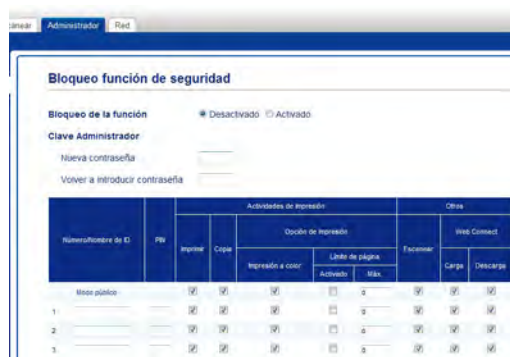 Administrador Red
Bloqueo función de seguridad
Bloqueo de la función Desactivado Activado
Clave Administrador
Nueva contraseña
Volver a introducir contraseña
Actividades de impresión Otros
Número/Nombre de ID PIN Imprimir Copia Opción de impresión Escanear Web Connect
Impresión a color Límite de página Carga Descarga
Activado Máx.
Modo público 0
1 0
2 0
3 0